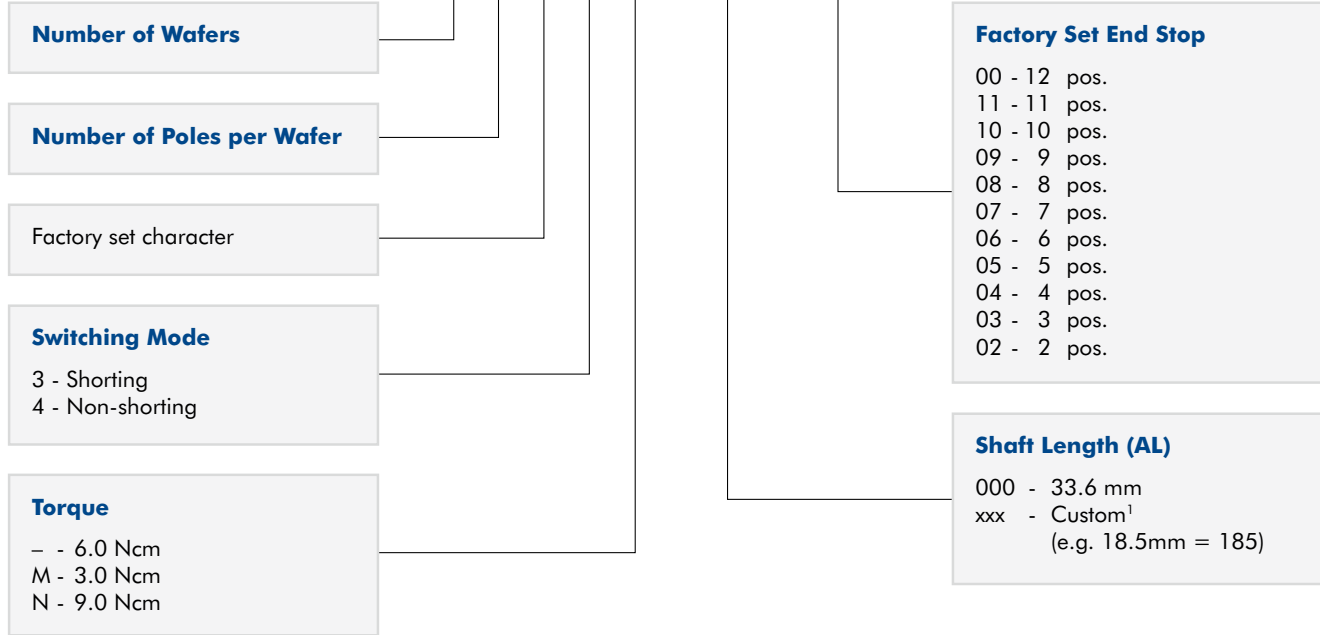 Number of Wafers
Number of Poles per Wafer
Factory set character
Switching Mode
3 - Shorting
4 - Non-shorting
Torque
– - 6.0 Ncm
M - 3.0 Ncm
N - 9.0 Ncm
Factory Set End Stop
00 - 12 pos.
11 - 11 pos.
10 - 10 pos.
09 - 9 pos.
08 - 8 pos.
07 - 7 pos.
06 - 6 pos.
05 - 5 pos.
04 - 4 pos.
03 - 3 pos.
02 - 2 pos.
Shaft Length (AL)
000 - 33.6 mm
xxx - Custom¹
(e.g. 18.5mm = 185)